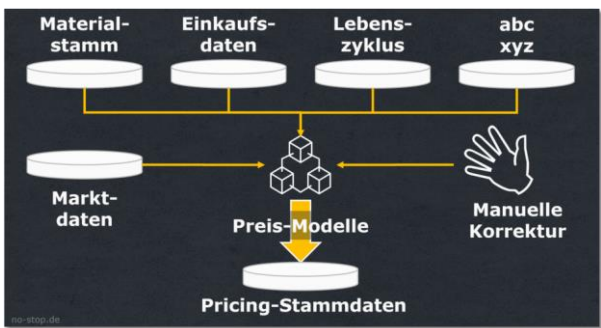 Material-
stamm
Einkaufs-
daten
Lebens-
zyklus
abc
xyz
Markt-
daten
Preis-Modelle
Manuelle
Korrektur
Pricing-Stammdaten
no-stop.de